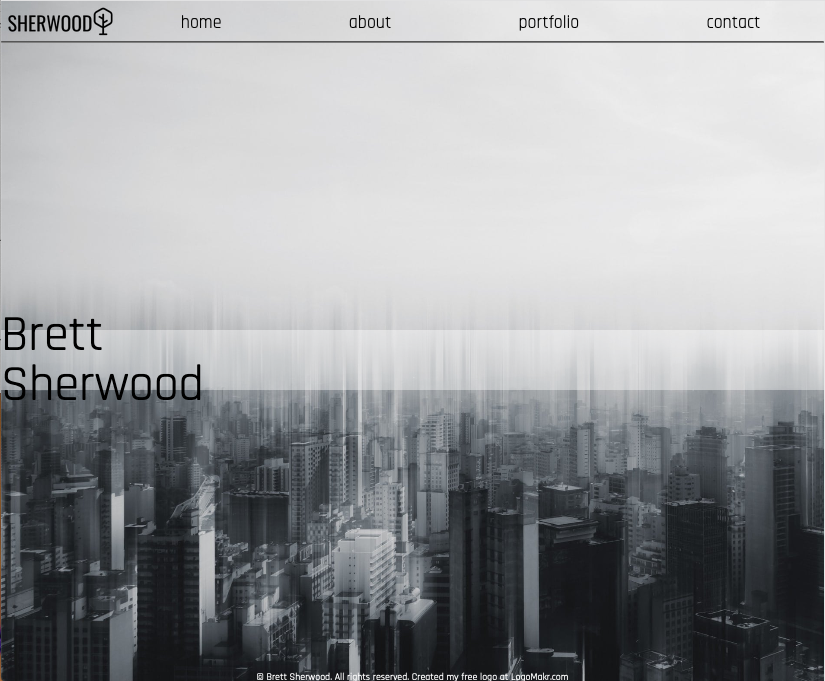 SHERWOOD
home
about
portfolio
contact
Brett
Sherwood
© Brett Sherwood. All rights reserved. Created my free logo at LogoMakr.com